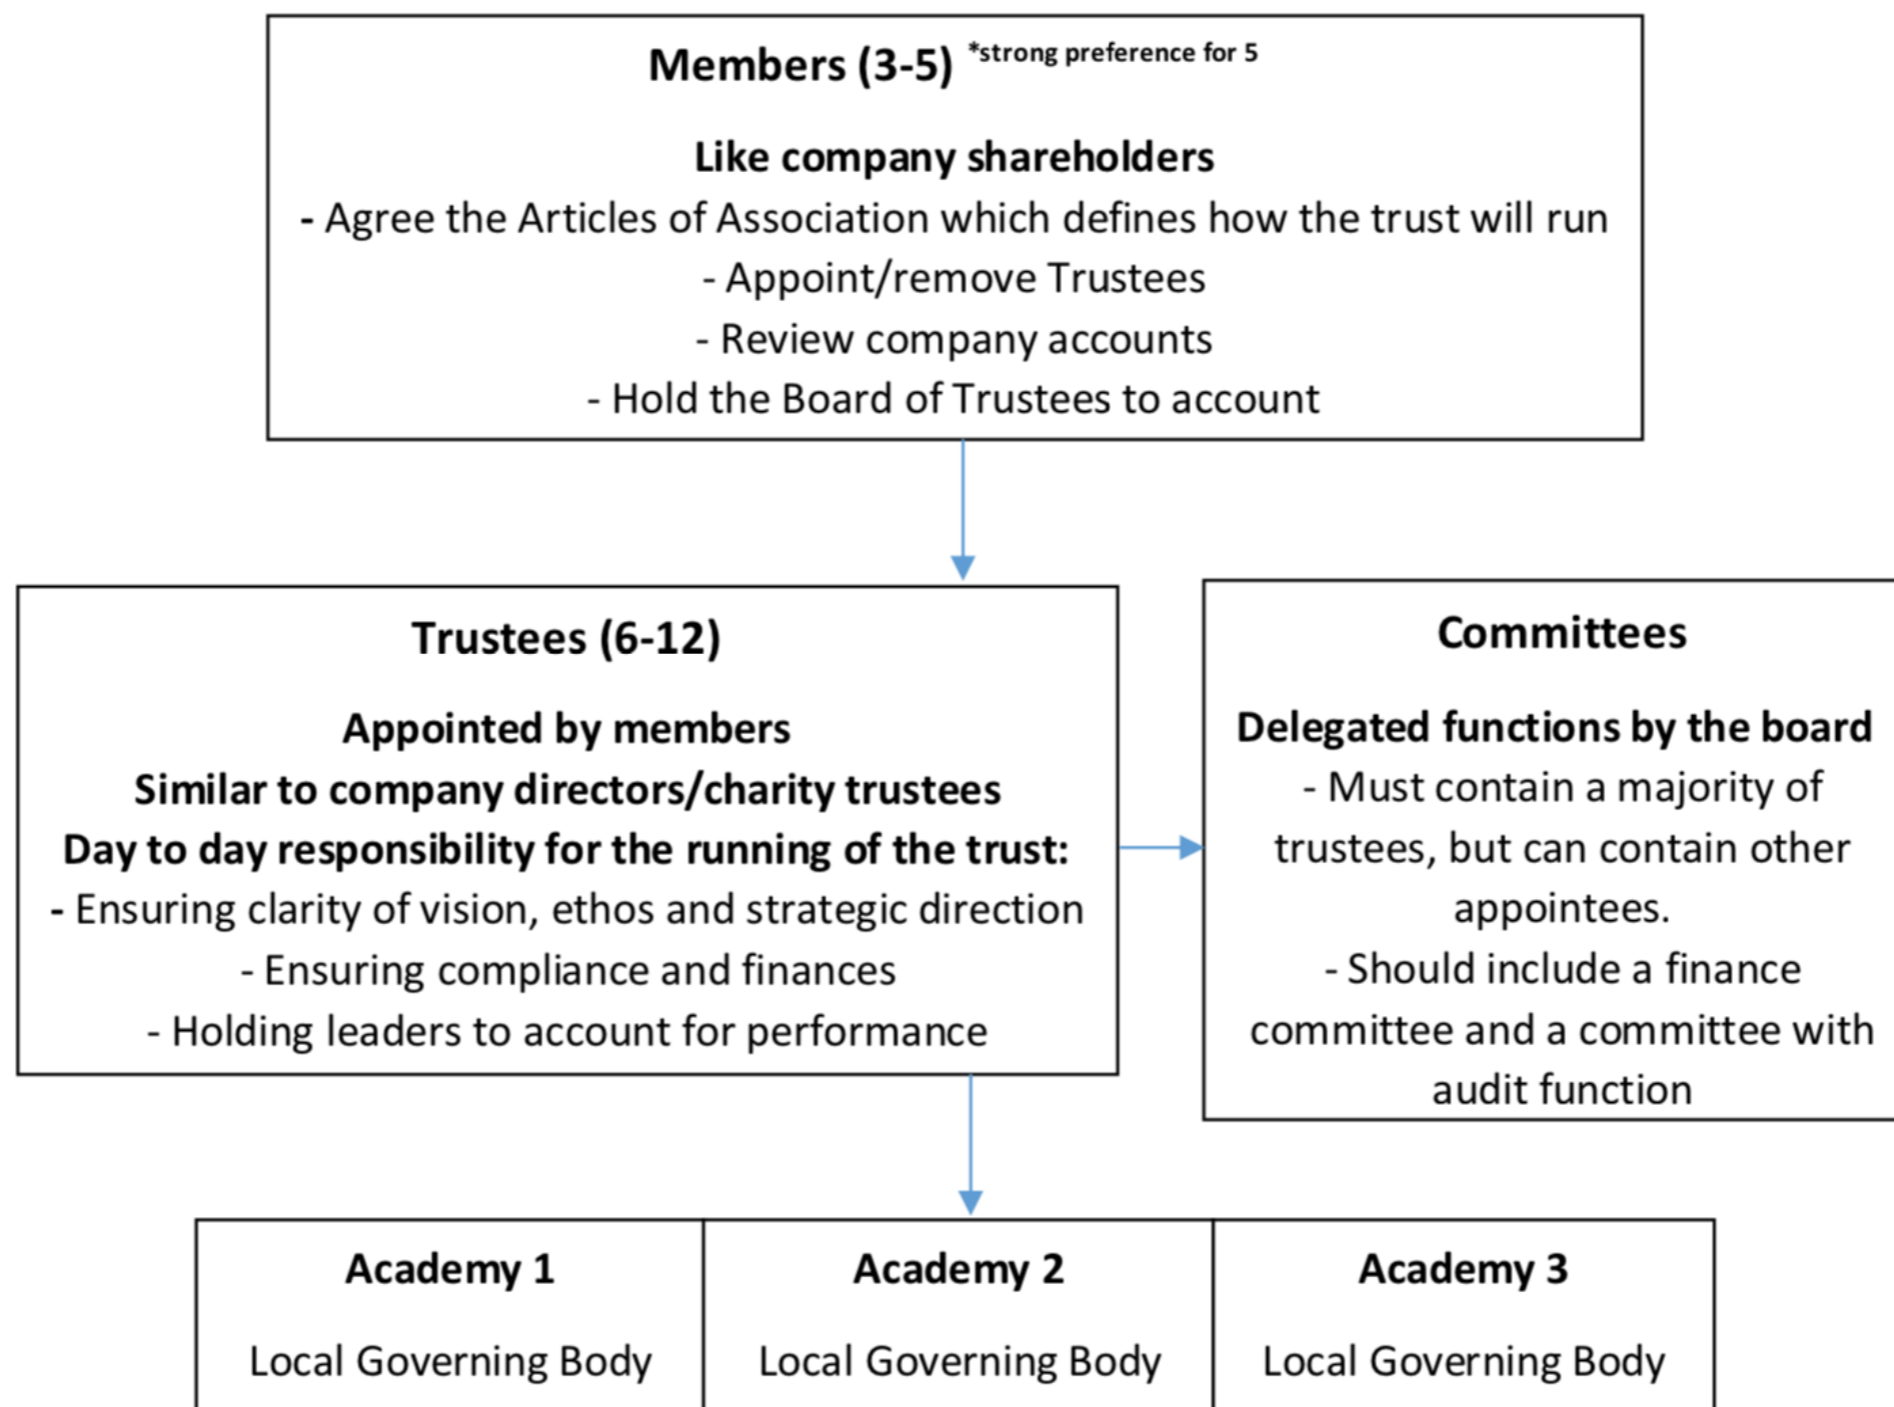 Members (3-5) *strong preference for 5
Like company shareholders
- Agree the Articles of Association which defines how the trust will run
- Appoint/remove Trustees
- Review company accounts
- Hold the Board of Trustees to account
Trustees (6-12)
Appointed by members
Similar to company directors/charity trustees
Day to day responsibility for the running of the trust:
- Ensuring clarity of vision, ethos and strategic direction
- Ensuring compliance and finances
- Holding leaders to account for performance
Committees
Delegated functions by the board
- Must contain a majority of
trustees, but can contain other
appointees.
- Should include a finance
committee and a committee with
audit function
Academy 1
Local Governing Body
Academy 2
Local Governing Body
Academy 3
Local Governing Body